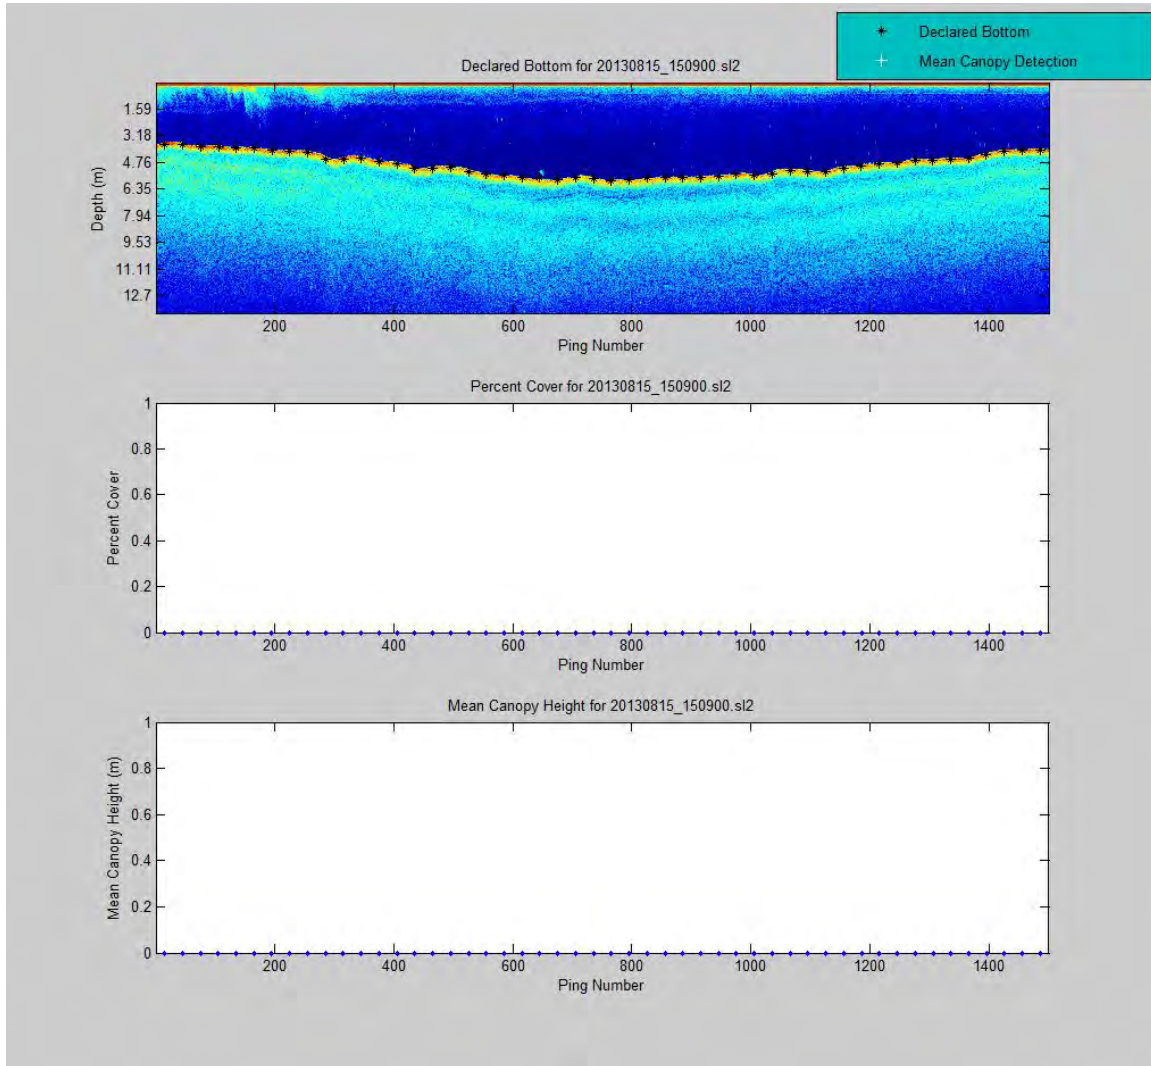 Declared Bottom
Mean Canopy Detection
Declared Bottom for 20130815_150900.sl2
Depth (m)
1.59
3.18
4.76
6.35
7.94
9.53
11.11
12.7
200 400 600 800 1000 1200 1400
Ping Number
Percent Cover for 20130815_150900.sl2
Percent Cover
1
0.8
0.6
0.4
0.2
0
200 400 600 800 1000 1200 1400
Ping Number
Mean Canopy Height for 20130815_150900.sl2
Mean Canopy Height (m)
1
0.8
0.6
0.4
0.2
0
200 400 600 800 1000 1200 1400
Ping Number